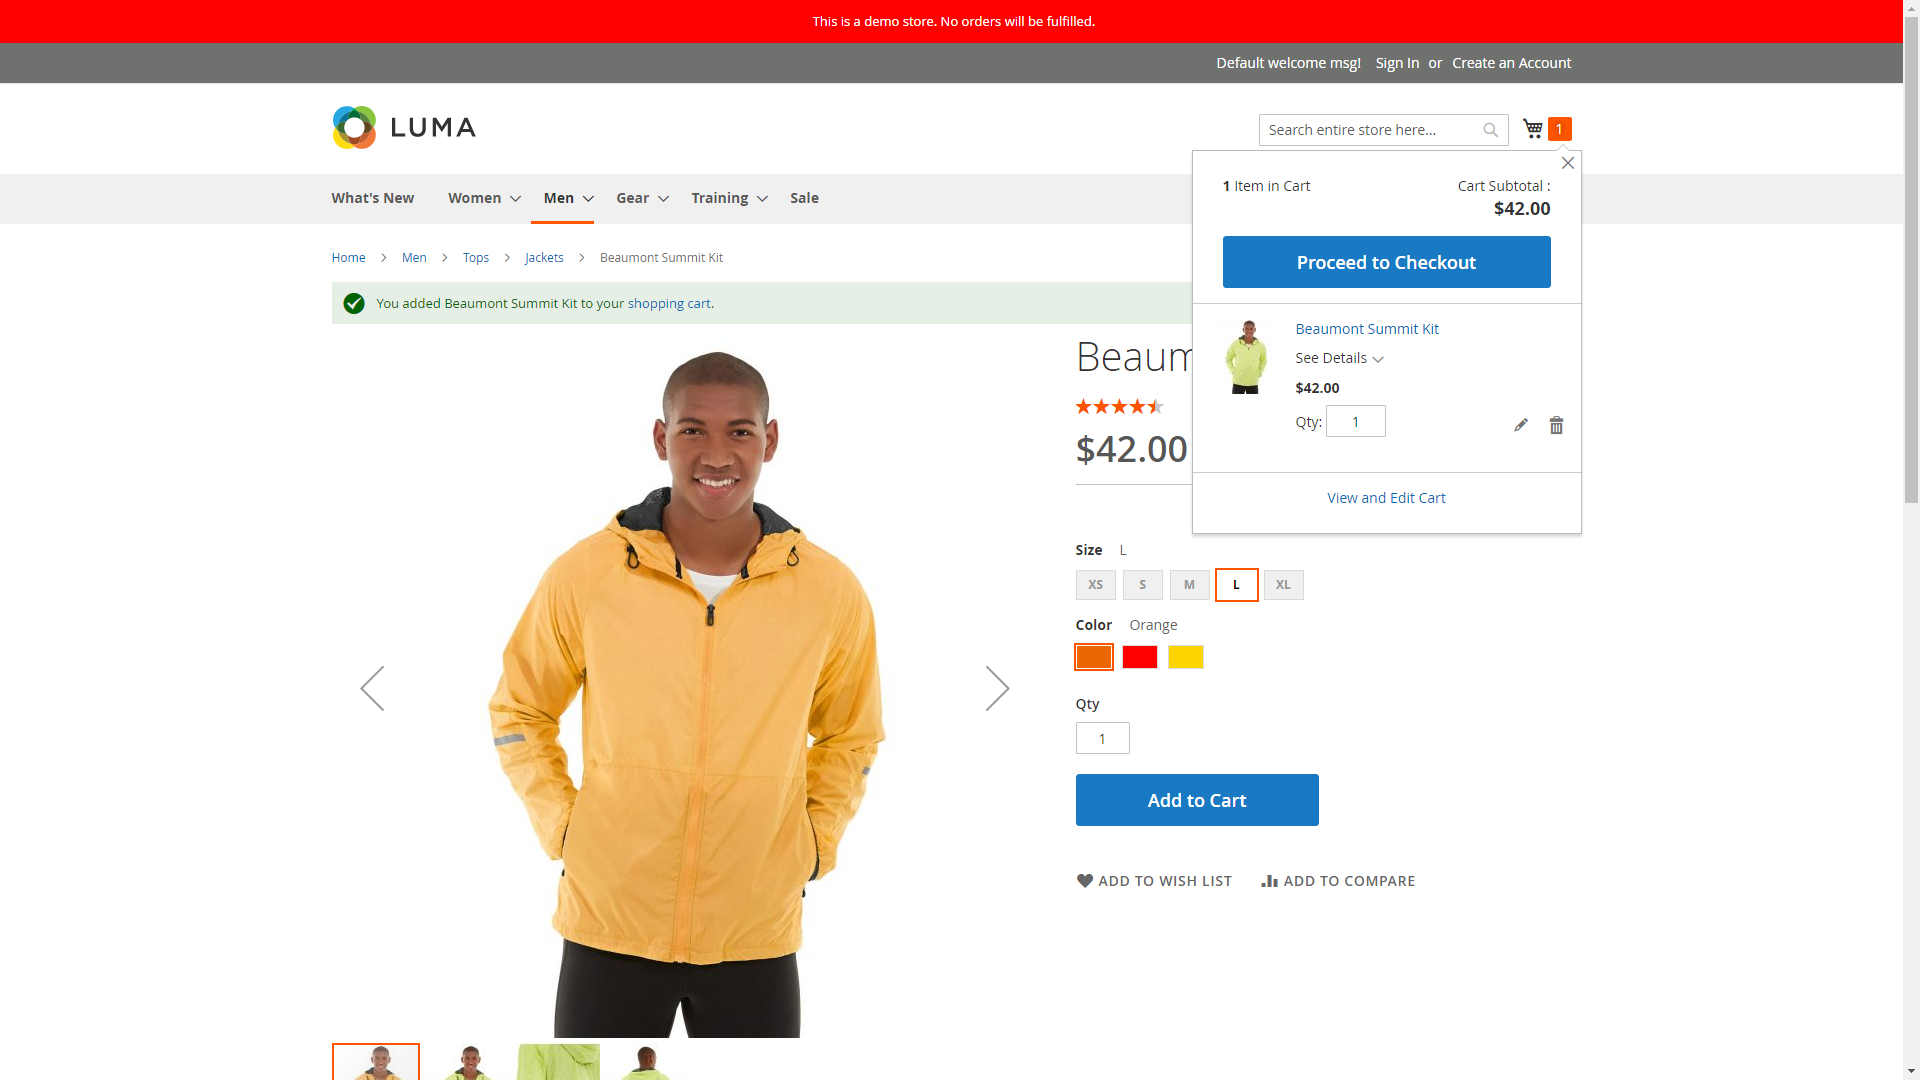 This is a demo store. No orders will be fulfilled.
Default welcome msg! Sign In or Create an Account
LUMA
Search entire store here...
1
What's New Women Men Gear Training Sale
1 Item in Cart
Cart Subtotal :
$42.00
Proceed to Checkout
Beaumont Summit Kit
See Details
$42.00
Qty: 1
View and Edit Cart
Home Men Tops Jackets Beaumont Summit Kit
You added Beaumont Summit Kit to your shopping cart.
Beaum
$42.00
Size L
XS S M L XL
Color Orange
Qty
1
Add to Cart
ADD TO WISH LIST ADD TO COMPARE